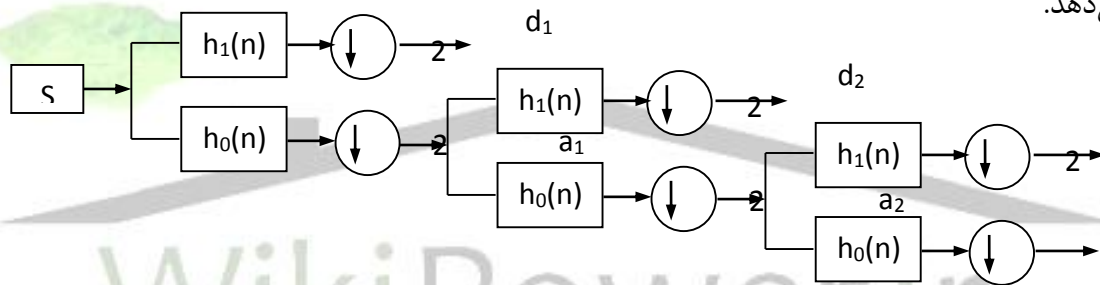 d₁
h₁(n) ↓ 2
S
d₂
h₁(n) ↓ 2
h₀(n) ↓ 2
a₁
h₁(n) ↓ 2
h₀(n) ↓ 2
a₂
h₀(n) ↓